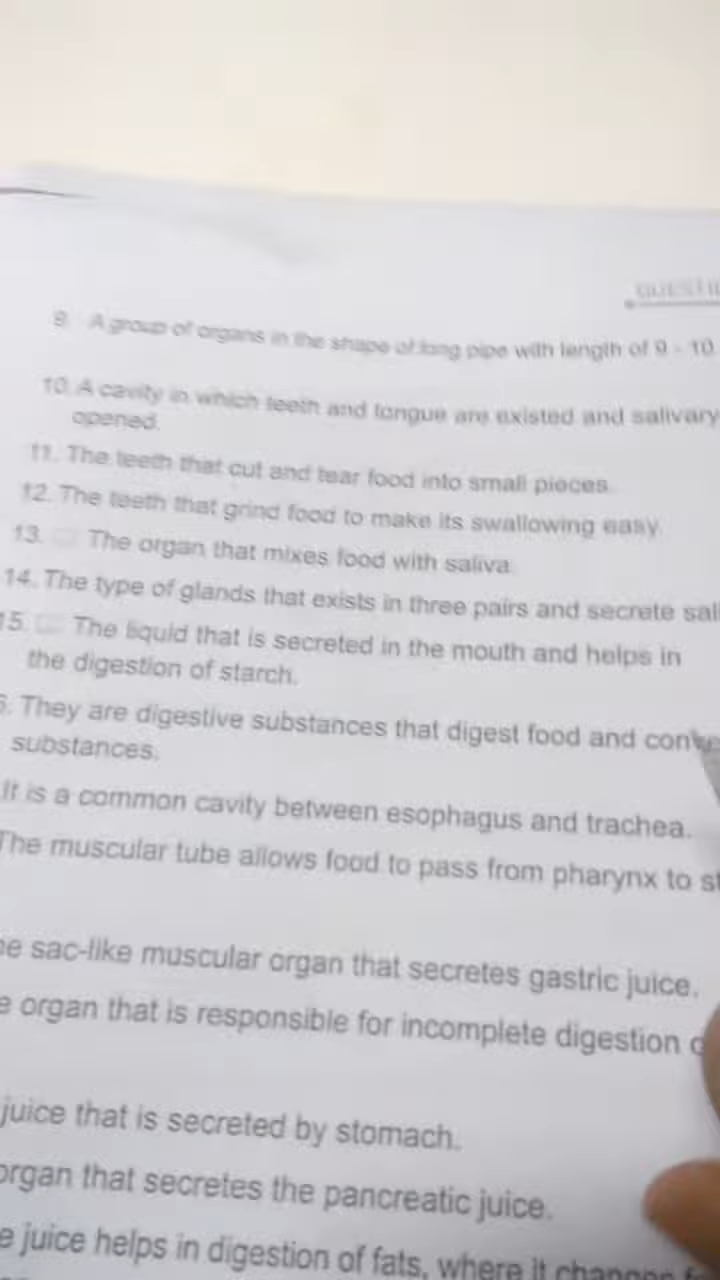 QUESTI
9. A group of organs in the shape of long pipe with length of 9 - 10
10. A cavity in which teeth and tongue are existed and salivary
opened.
11. The teeth that cut and tear food into small pieces.
12. The teeth that grind food to make its swallowing easy.
13. The organ that mixes food with saliva.
14. The type of glands that exists in three pairs and secrete sali
15. The liquid that is secreted in the mouth and helps in
the digestion of starch.
6. They are digestive substances that digest food and conve
substances.
It is a common cavity between esophagus and trachea.
The muscular tube allows food to pass from pharynx to st
he sac-like muscular organ that secretes gastric juice.
e organ that is responsible for incomplete digestion o
juice that is secreted by stomach.
organ that secretes the pancreatic juice.
e juice helps in digestion of fats, where it changes f